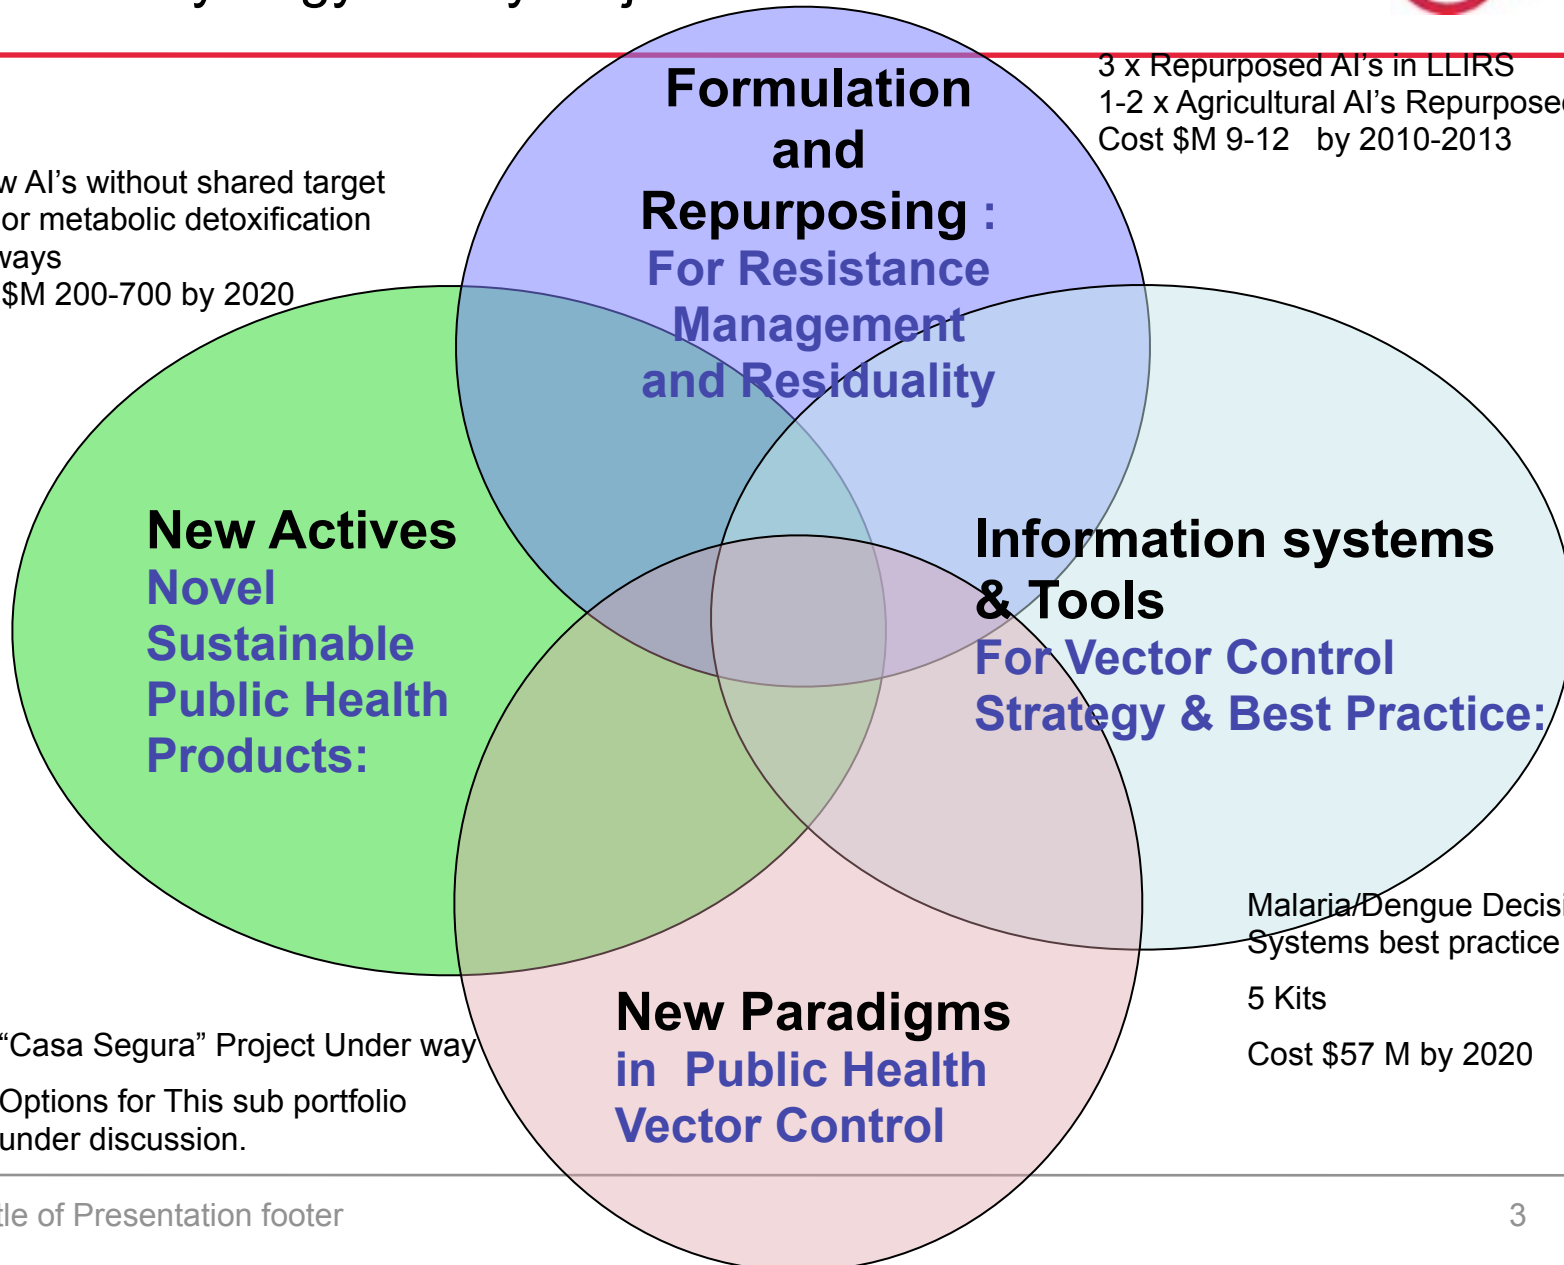 3 x Repurposed AI's in LLIRS
1-2 x Agricultural AI's Repurposed
Cost $M 9-12 by 2010-2013
AI's without shared target
or metabolic detoxification
$M 200-700 by 2020
Formulation
and
Repurposing :
For Resistance
Management
and Residuality
New Actives
Novel
Sustainable
Public Health
Products:
Information systems
& Tools
For Vector Control
Strategy & Best Practice:
New Paradigms
in Public Health
Vector Control
Malaria/Dengue
Systems best practice
5 Kits
Cost $57 M by 2020
“Casa Segura” Project Under way
Options for This sub portfolio
under discussion.
of Presentation footer
3